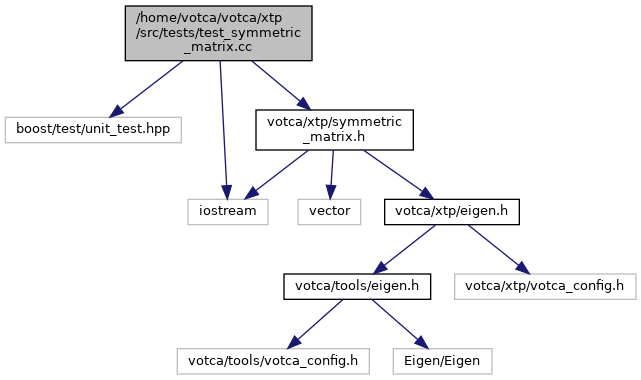 /home/votca/votca/xtp
/src/tests/test_symmetric
_matrix.cc
boost/test/unit_test.hpp
votca/xtp/symmetric
_matrix.h
iostream
vector
votca/xtp/eigen.h
votca/tools/eigen.h
votca/xtp/votca_config.h
votca/tools/votca_config.h
Eigen/Eigen